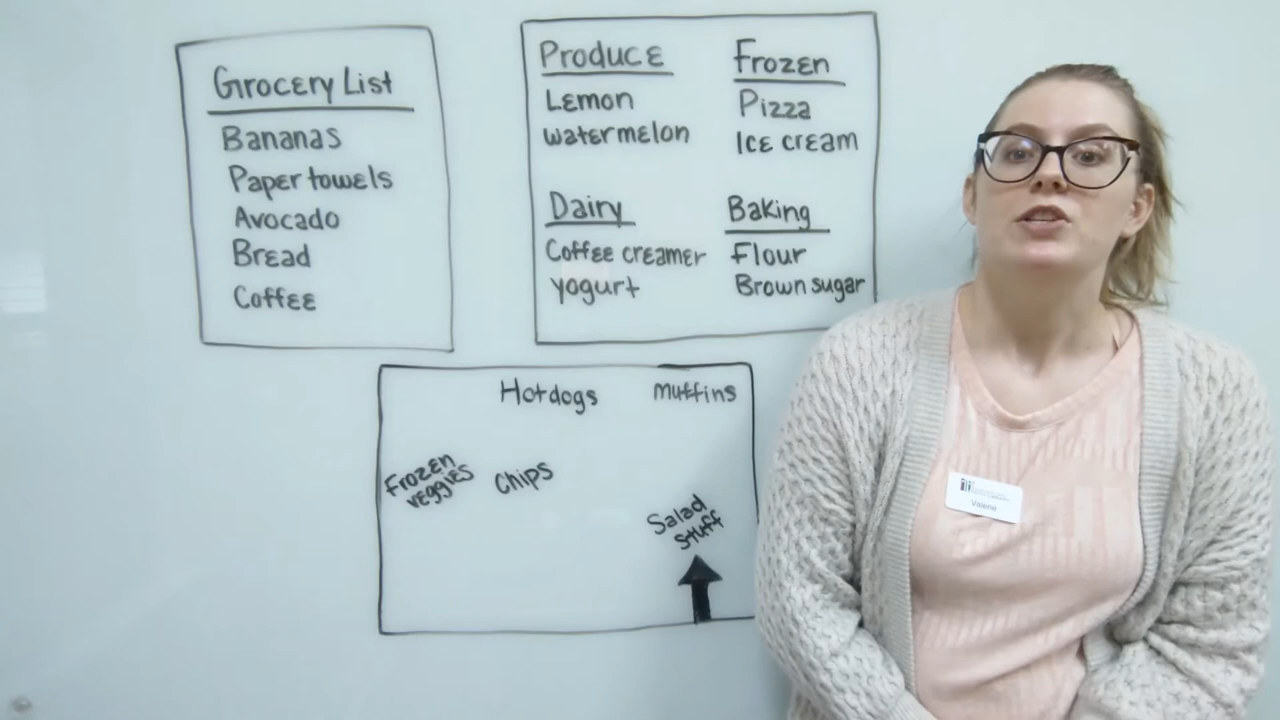 Grocery List
Bananas
Paper towels
Avocado
Bread
Coffee
Produce
Lemon
watermelon
Frozen
Pizza
Ice cream
Dairy
Coffee creamer
yogurt
Baking
Flour
Brown sugar
Hotdogs
muffins
Frozen
veggies
Chips
Salad
stuff
Valerie